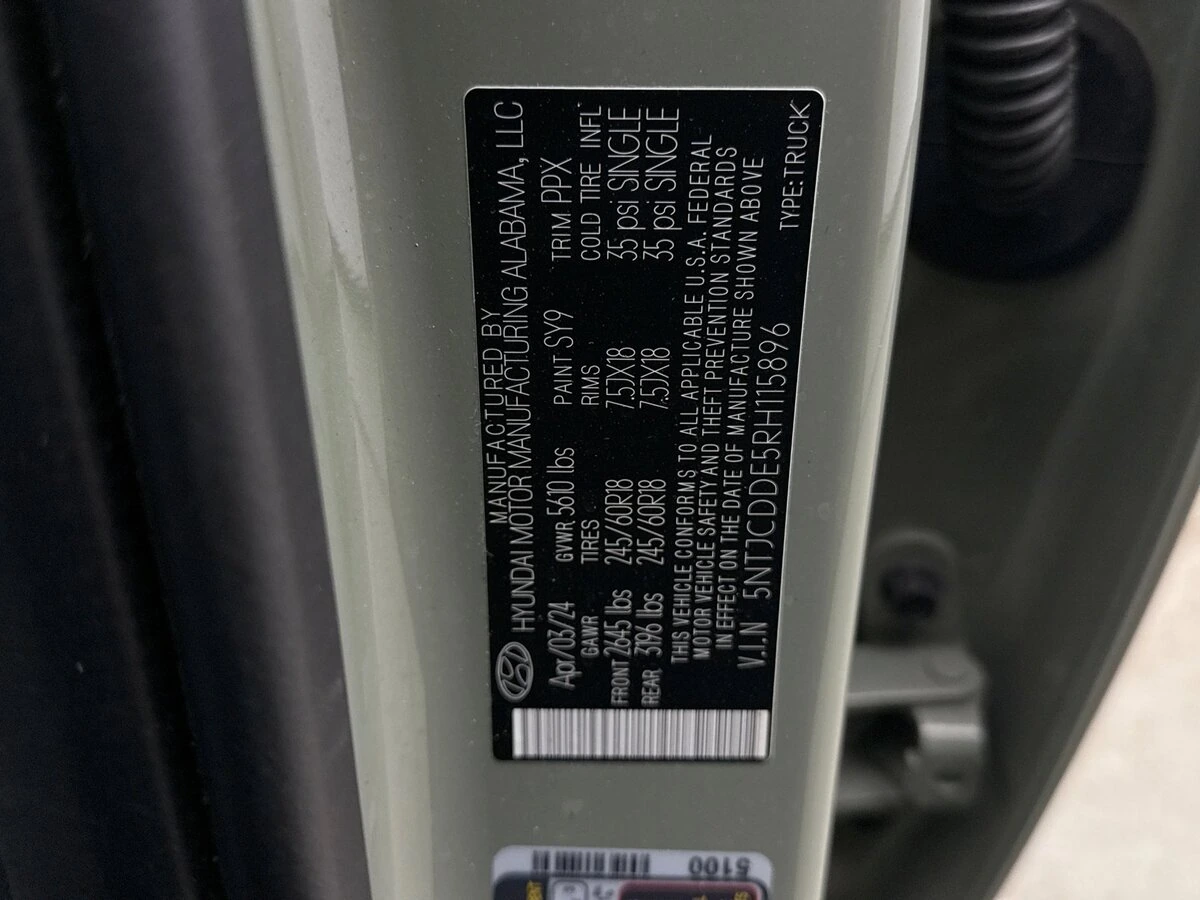 MANUFACTURED BY
HYUNDAI MOTOR MANUFACTURING ALABAMA, LLC
Apr/03/24 GVWR 5610 lbs PAINT SY9 TRIM PPX
GAWR TIRES RIMS COLD TIRE INFL
FRONT 2645 lbs 245/60R18 7.5JX18 35 psi SINGLE
REAR 3196 lbs 245/60R18 7.5JX18 35 psi SINGLE
THIS VEHICLE CONFORMS TO ALL APPLICABLE U.S.A. FEDERAL
MOTOR VEHICLE SAFETY AND THEFT PREVENTION STANDARDS
IN EFFECT ON THE DATE OF MANUFACTURE SHOWN ABOVE
V.I.N 5NTJCDDE5RH115896 TYPE:TRUCK
5100